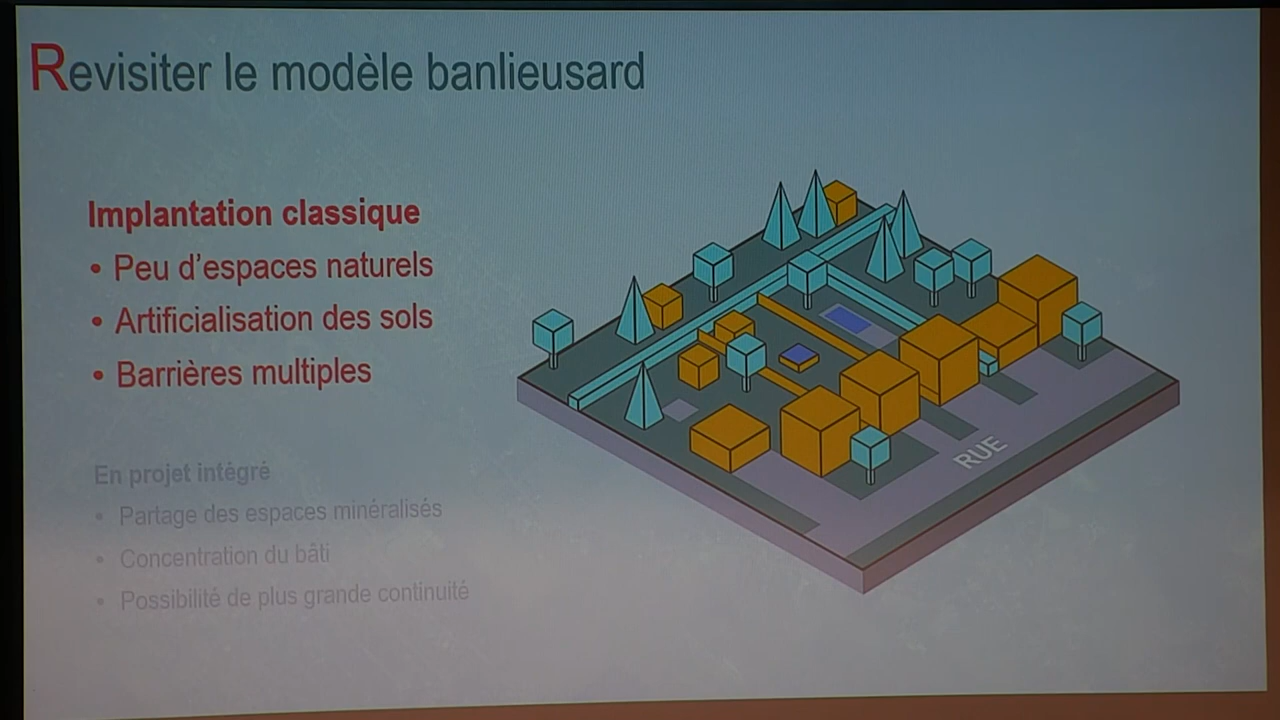 Revisiter le modèle banlieusard
Implantation classique
• Peu d'espaces naturels
• Artificialisation des sols
• Barrières multiples
En projet intégré
• Partage des espaces minéralisés
• Concentration du bâti
• Possibilité de plus grande continuité
RUE